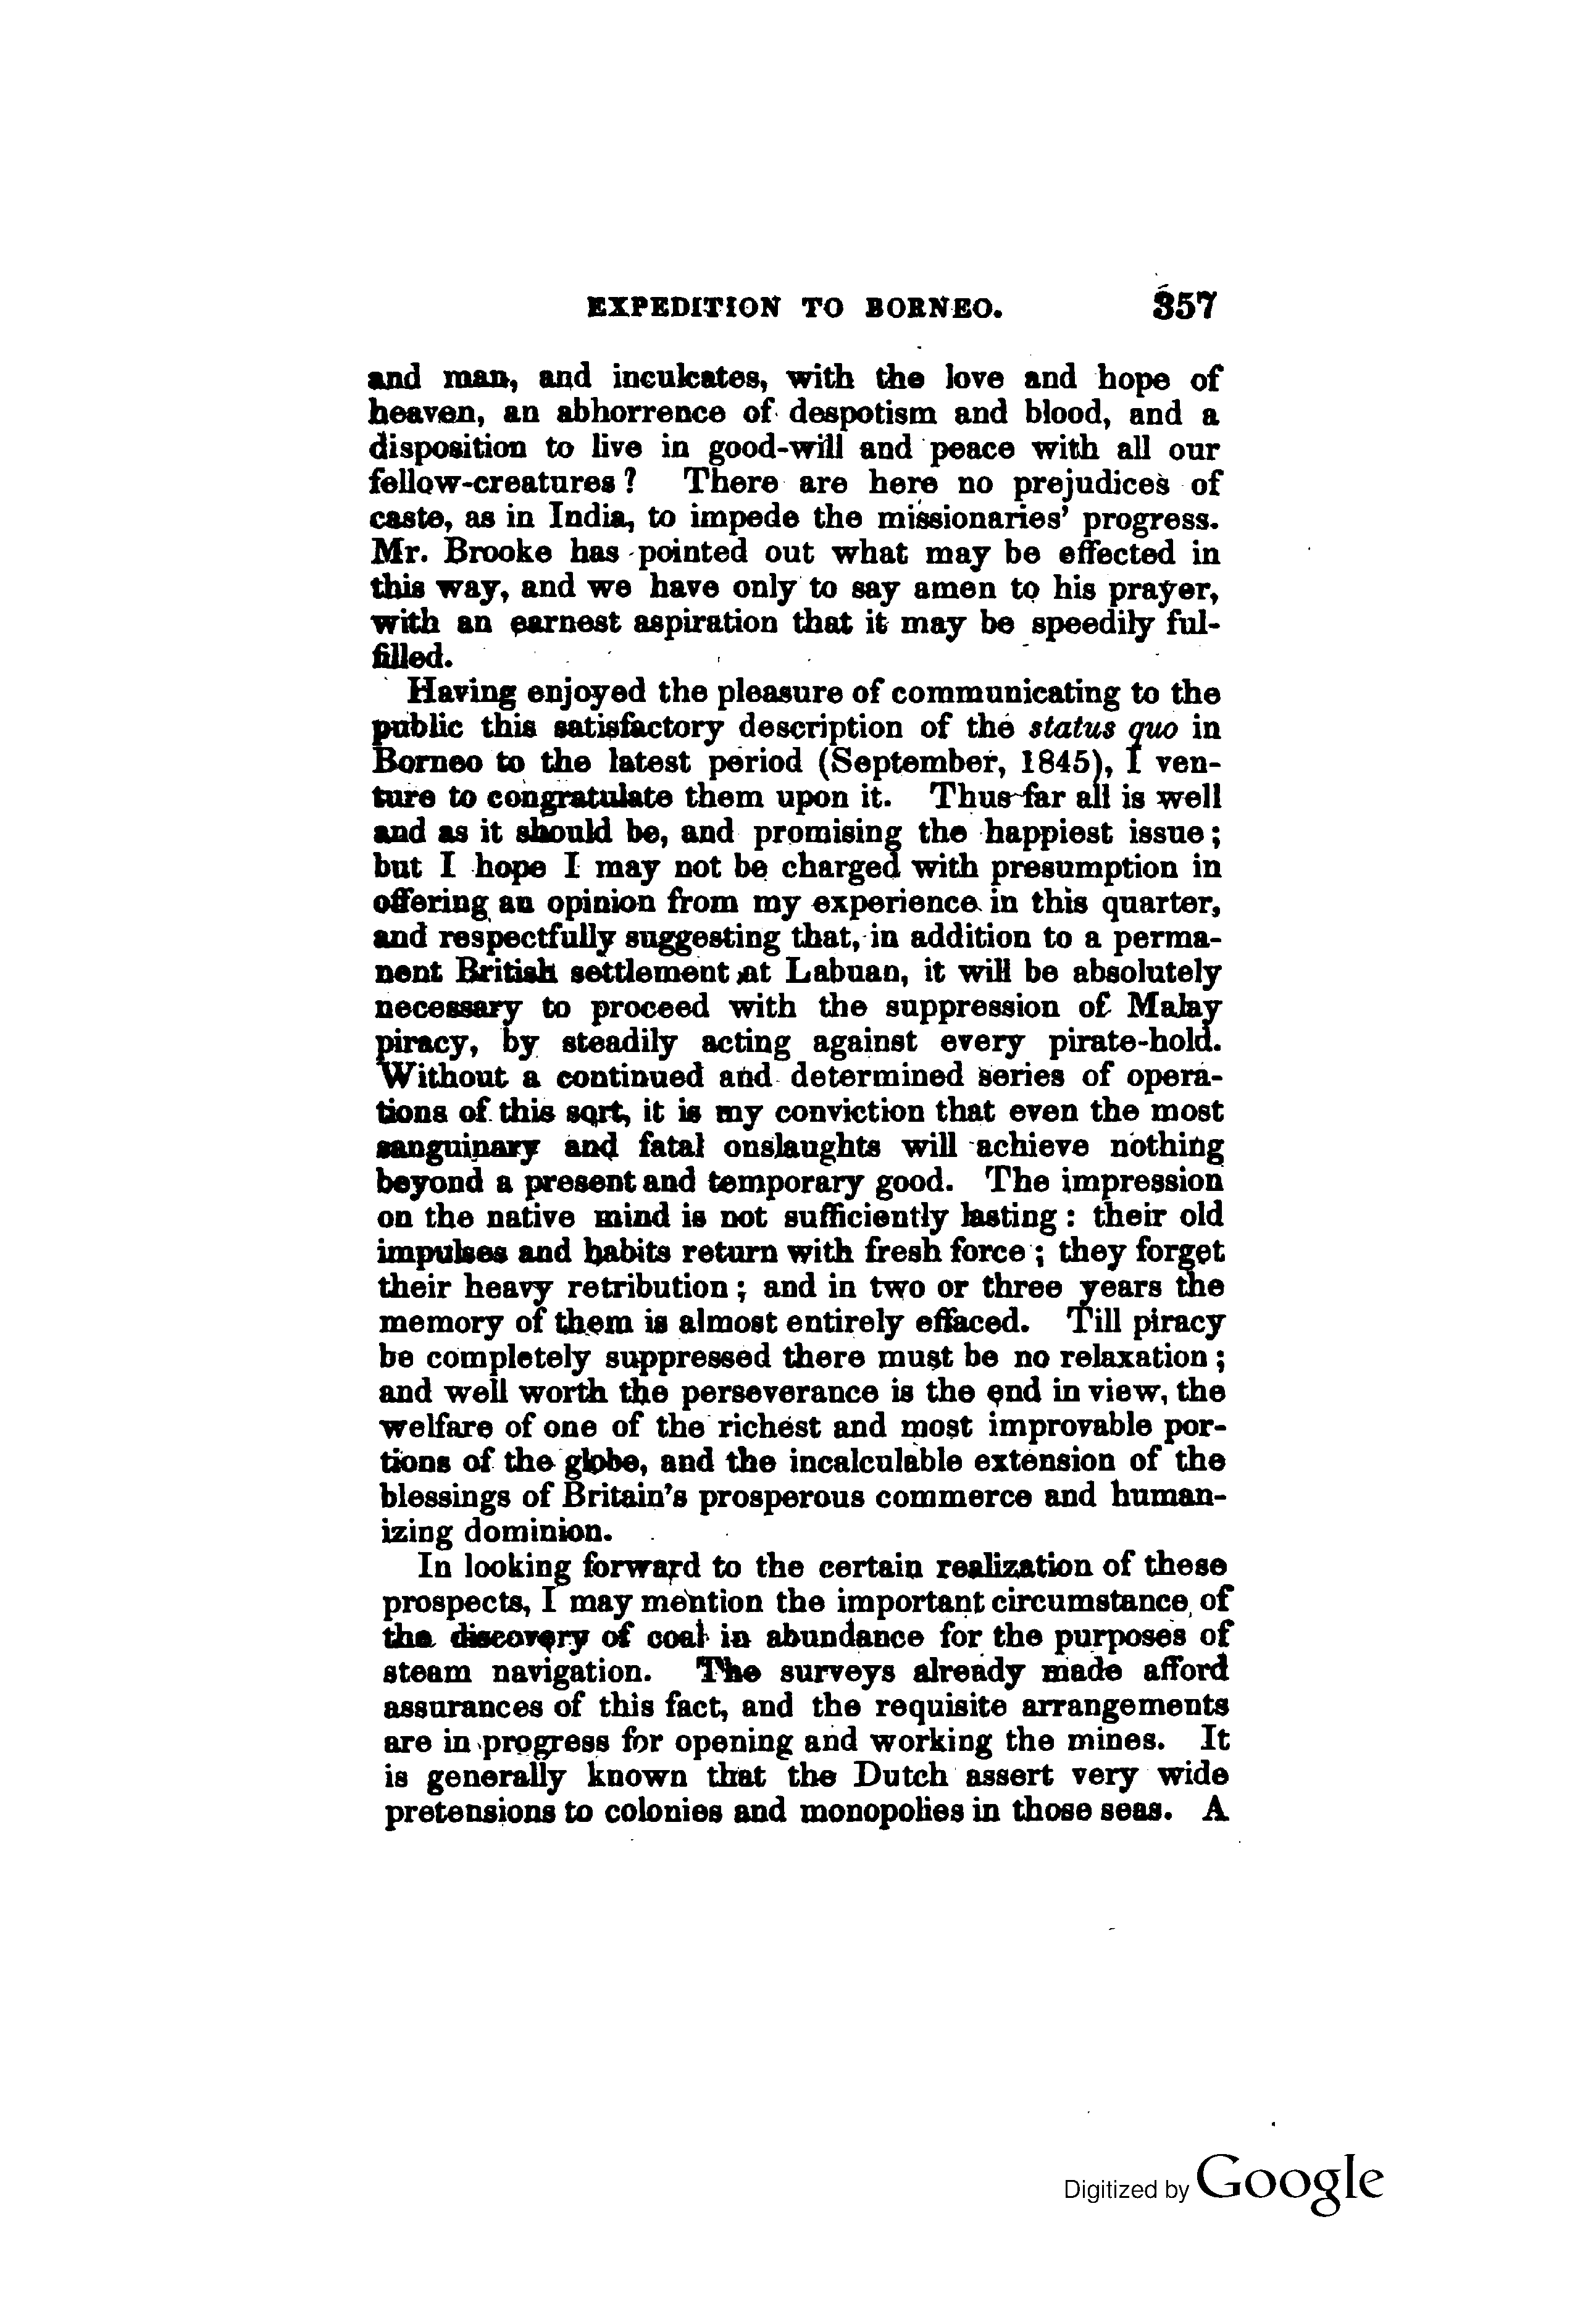 EXPEDITION TO BORNEO. 357
and man, and inculcates, with the love and hope of
heaven, an abhorrence of despotism and blood, and a
disposition to live in good-will and peace with all our
fellow-creatures? There are here no prejudices of
caste, as in India, to impede the missionaries' progress.
Mr. Brooke has pointed out what may be effected in
this way, and we have only to say amen to his prayer,
with an earnest aspiration that it may be speedily ful-
filled.
Having enjoyed the pleasure of communicating to the
public this satisfactory description of the status quo in
Borneo to the latest period (September, 1845), I ven-
ture to congratulate them upon it. Thus far all is well
and as it should be, and promising the happiest issue;
but I hope I may not be charged with presumption in
offering an opinion from my experience in this quarter,
and respectfully suggesting that, in addition to a perma-
nent British settlement at Labuan, it will be absolutely
necessary to proceed with the suppression of Malay
piracy, by steadily acting against every pirate-hold.
Without a continued and determined series of opera-
tions of this sort, it is my conviction that even the most
sanguinary and fatal onslaughts will achieve nothing
beyond a present and temporary good. The impression
on the native mind is not sufficiently lasting: their old
impulses and habits return with fresh force; they forget
their heavy retribution; and in two or three years the
memory of them is almost entirely effaced. Till piracy
be completely suppressed there must be no relaxation;
and well worth the perseverance is the end in view, the
welfare of one of the richest and most improvable por-
tions of the globe, and the incalculable extension of the
blessings of Britain's prosperous commerce and human-
izing dominion.
In looking forward to the certain realization of these
prospects, I may mention the important circumstance of
the discovery of coal in abundance for the purposes of
steam navigation. The surveys already made afford
assurances of this fact, and the requisite arrangements
are in progress for opening and working the mines. It
is generally known that the Dutch assert very wide
pretensions to colonies and monopolies in those seas. A
Digitized by Google